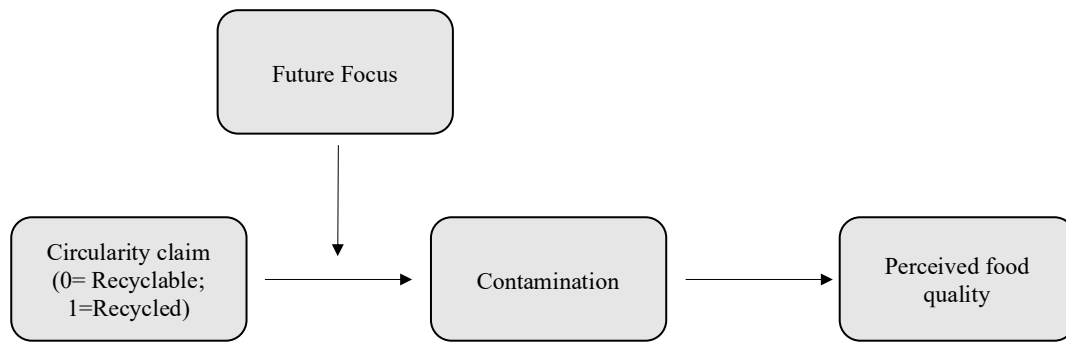 Future Focus
Circularity claim
(0= Recyclable;
1=Recycled)
Contamination
Perceived food
quality